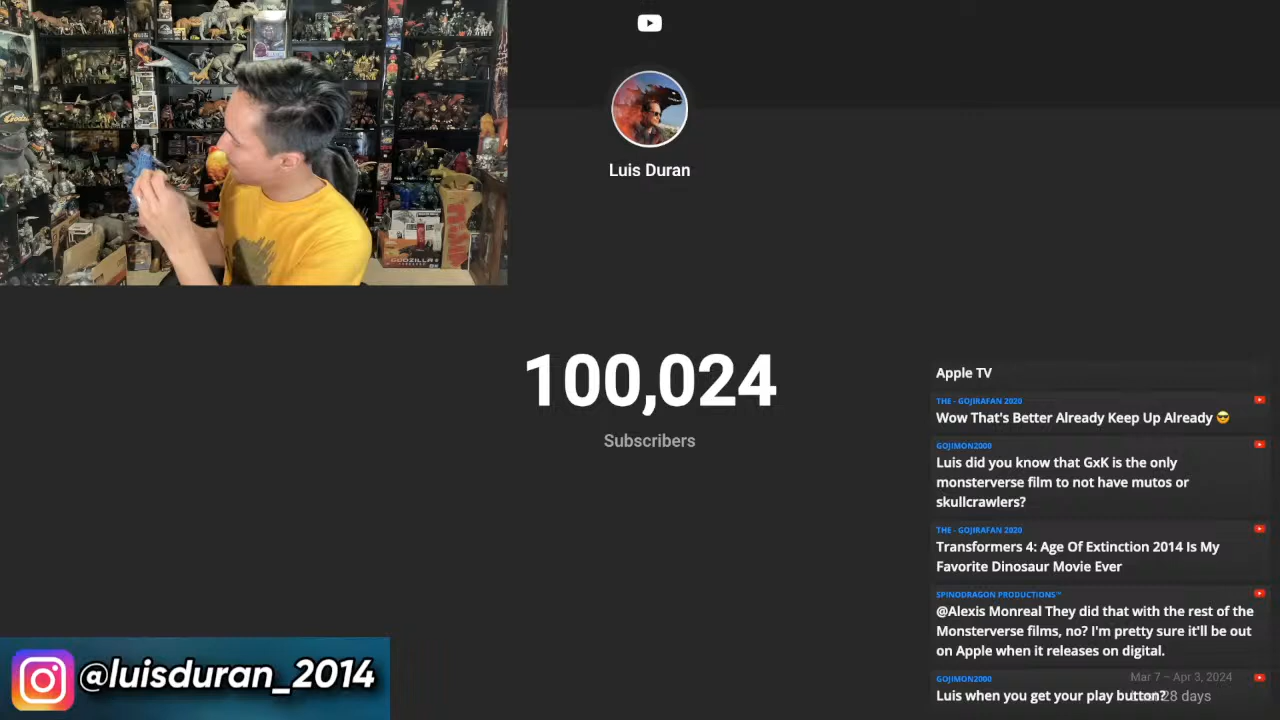 Luis Duran
GODZILLA
100,024
Subscribers
Apple TV
THE - GOJIRAFAN 2020
Wow That's Better Already Keep Up Already 😎
GOJIMON2000
Luis did you know that GxK is the only
monsterverse film to not have mutos or
skullcrawlers?
THE - GOJIRAFAN 2020
Transformers 4: Age Of Extinction 2014 Is My
Favorite Dinosaur Movie Ever
SPINODRAGON PRODUCTIONS™
@Alexis Monreal They did that with the rest of the
Monsterverse films, no? I'm pretty sure it'll be out
on Apple when it releases on digital.
GOJIMON2000
Mar 7 – Apr 3, 2024
Luis when you get your play button?
28 days
@luisduran_2014